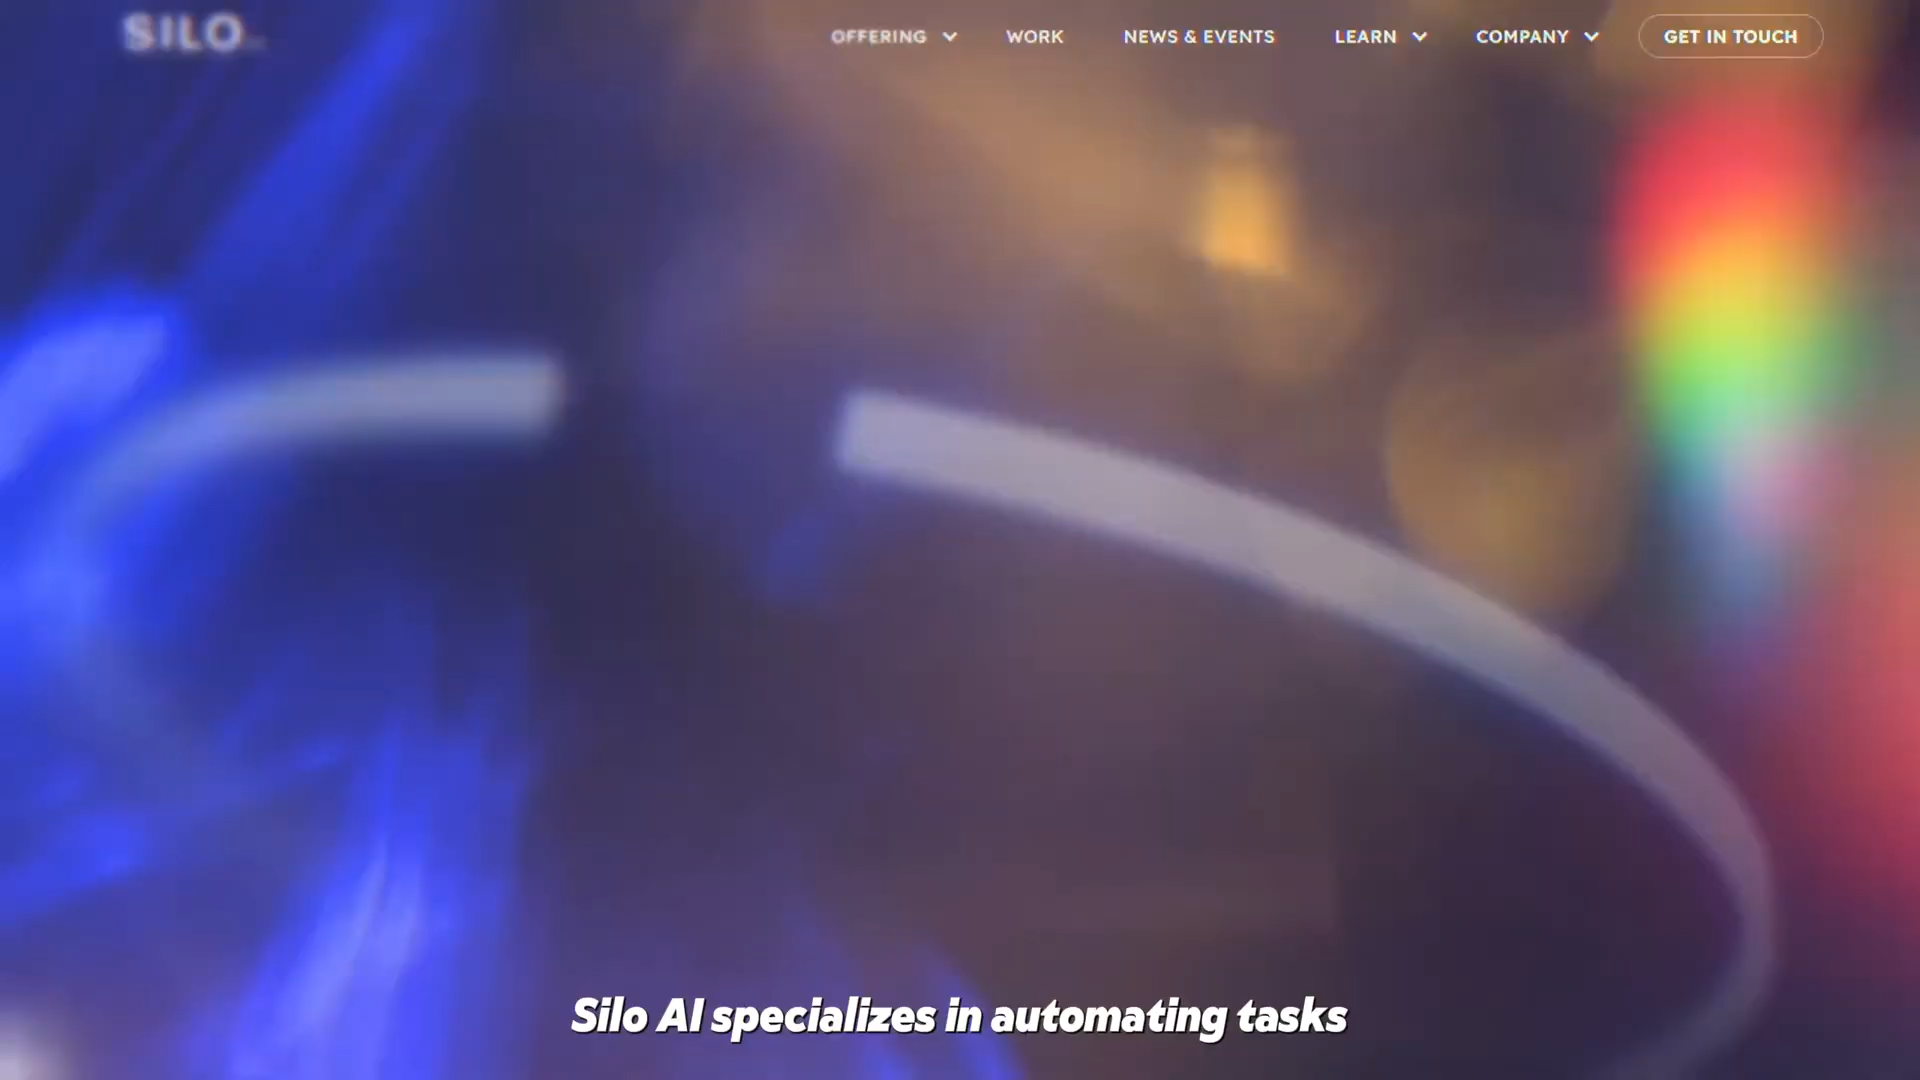 SILO
OFFERING WORK NEWS & EVENTS LEARN COMPANY GET IN TOUCH
Silo AI specializes in automating tasks